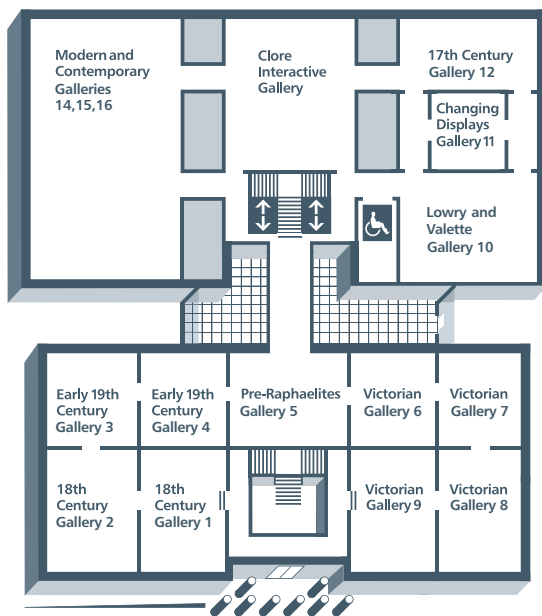 Modern and
Contemporary
Galleries
14,15,16
Clore
Interactive
Gallery
17th Century
Gallery 12
Changing
Displays
Gallery 11
Lowry and
Valette
Gallery 10
Early 19th
Century
Gallery 3
Early 19th
Century
Gallery 4
Pre-Raphaelites
Gallery 5
Victorian
Gallery 6
Victorian
Gallery 7
18th
Century
Gallery 2
18th
Century
Gallery 1
Victorian
Gallery 9
Victorian
Gallery 8